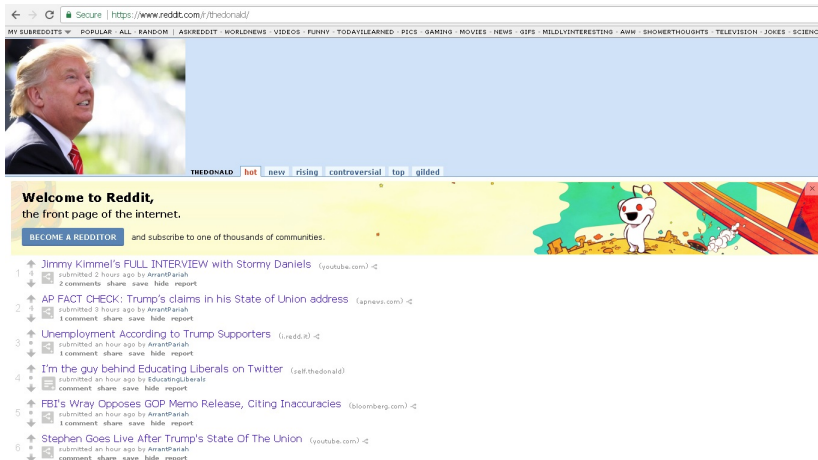 Secure | https://www.reddit.com/r/thedonald/
MY SUBREDDITS ▼ POPULAR - ALL - RANDOM | ASKREDDIT - WORLDNEWS - VIDEOS - FUNNY - TODAYILEARNED - PICS - GAMING - MOVIES - NEWS - GIFS - MILDLYINTERESTING - AWW - SHOWERTHOUGHTS - TELEVISION - JOKES - SCIENC
THEDONALD hot new rising controversial top gilded
Welcome to Reddit,
the front page of the internet.
BECOME A REDDITOR and subscribe to one of thousands of communities.
Jimmy Kimmel's FULL INTERVIEW with Stormy Daniels (youtube.com)
1 4 submitted 2 hours ago by ArrantPariah
2 comments share save hide report
AP FACT CHECK: Trump's claims in his State of Union address (apnews.com)
2 4 submitted 3 hours ago by ArrantPariah
1 comment share save hide report
Unemployment According to Trump Supporters (i.redd.it)
3 • submitted an hour ago by ArrantPariah
1 comment share save hide report
I'm the guy behind Educating Liberals on Twitter (self.thedonald)
4 • submitted an hour ago by EducatingLiberals
comment share save hide report
FBI's Wray Opposes GOP Memo Release, Citing Inaccuracies (bloomberg.com)
5 • submitted an hour ago by ArrantPariah
1 comment share save hide report
Stephen Goes Live After Trump's State Of The Union (youtube.com)
6 • submitted an hour ago by ArrantPariah
comment share save hide report